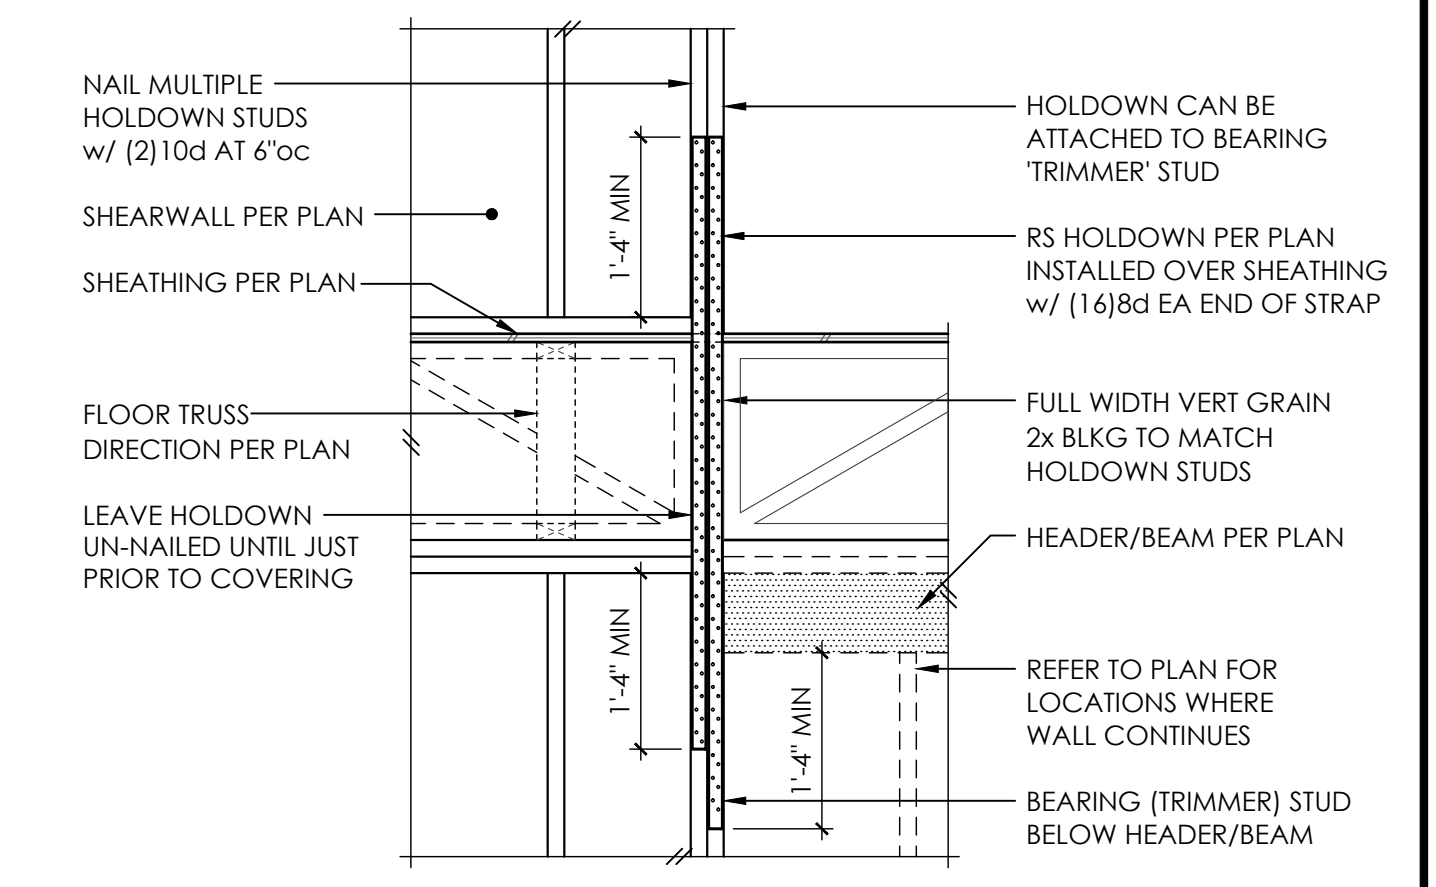 NAIL MULTIPLE
HOLDOWN STUDS
w/ (2)10d AT 6"oc
SHEARWALL PER PLAN
SHEATHING PER PLAN
FLOOR TRUSS
DIRECTION PER PLAN
LEAVE HOLDOWN
UN-NAILED UNTIL JUST
PRIOR TO COVERING
1'-4" MIN
1'-4" MIN
1'-4" MIN
HOLDOWN CAN BE
ATTACHED TO BEARING
'TRIMMER' STUD
RS HOLDOWN PER PLAN
INSTALLED OVER SHEATHING
w/ (16)8d EA END OF STRAP
FULL WIDTH VERT GRAIN
2x BLKG TO MATCH
HOLDOWN STUDS
HEADER/BEAM PER PLAN
REFER TO PLAN FOR
LOCATIONS WHERE
WALL CONTINUES
BEARING (TRIMMER) STUD
BELOW HEADER/BEAM